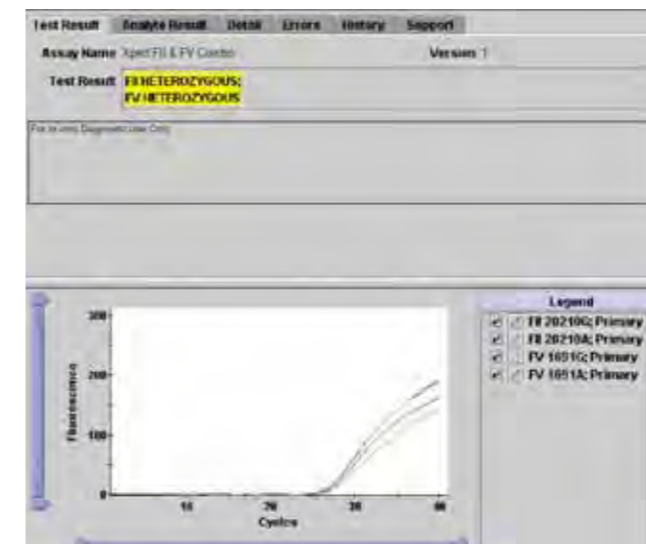 Test Result Analyte Result Detail Errors History Support
Assay Name Xpert FII & FV Combo Version 1
Test Result FII HETEROZYGOUS;
FV HETEROZYGOUS
For In Vitro Diagnostic Use Only
Legend
FII 20210G; Primary
FII 20210A; Primary
FV 1691G; Primary
FV 1691A; Primary
300
200
100
0
Fluorescence
10 20 30 40
Cycles